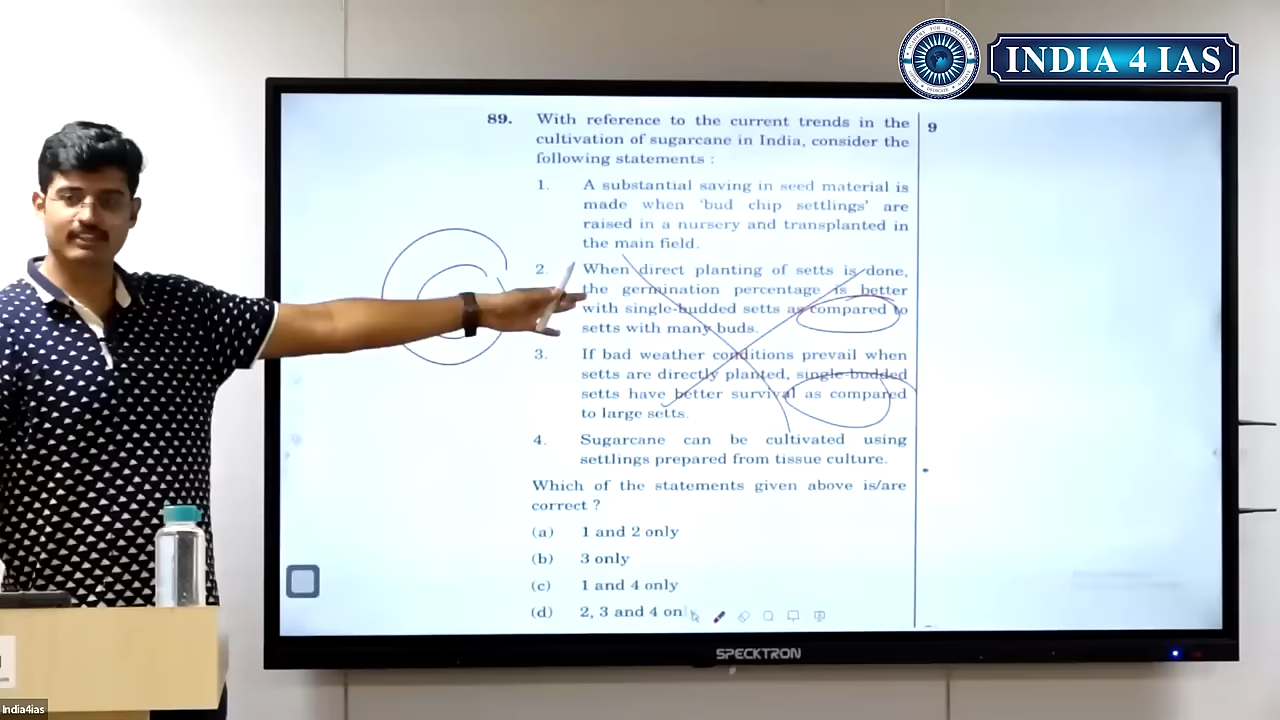 INDIA 4 IAS
89. With reference to the current trends in the
cultivation of sugarcane in India, consider the
following statements :
1. A substantial saving in seed material is
made when 'bud chip settlings' are
raised in a nursery and transplanted in
the main field.
2. When direct planting of setts is done,
the germination percentage is better
with single-budded setts as compared to
setts with many buds.
3. If bad weather conditions prevail when
setts are directly planted, single-budded
setts have better survival as compared
to large setts.
4. Sugarcane can be cultivated using
settlings prepared from tissue culture.
Which of the statements given above is/are
correct ?
(a) 1 and 2 only
(b) 3 only
(c) 1 and 4 only
(d) 2, 3 and 4 on
9
SPECKTRON
India4ias